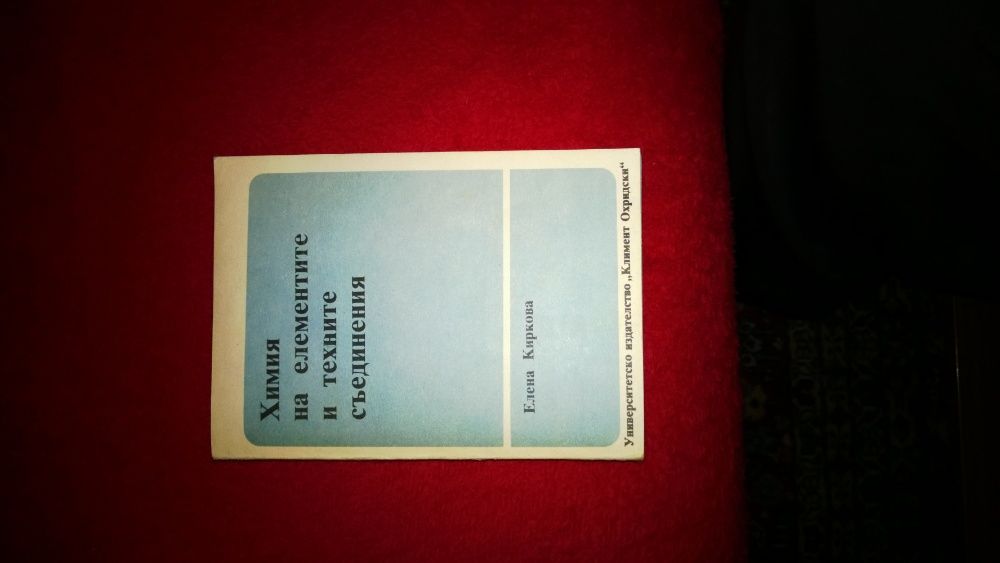 Химия
на елементите
и техните
съединения
Елена Киркова
Университетско издателство „Климент Охридски“